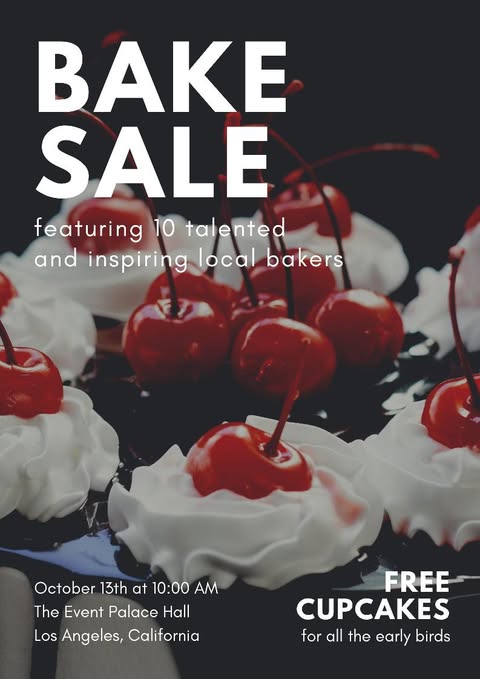 BAKE
SALE
featuring 10 talented
and inspiring local bakers
October 13th at 10:00 AM
The Event Palace Hall
Los Angeles, California
FREE
CUPCAKES
for all the early birds